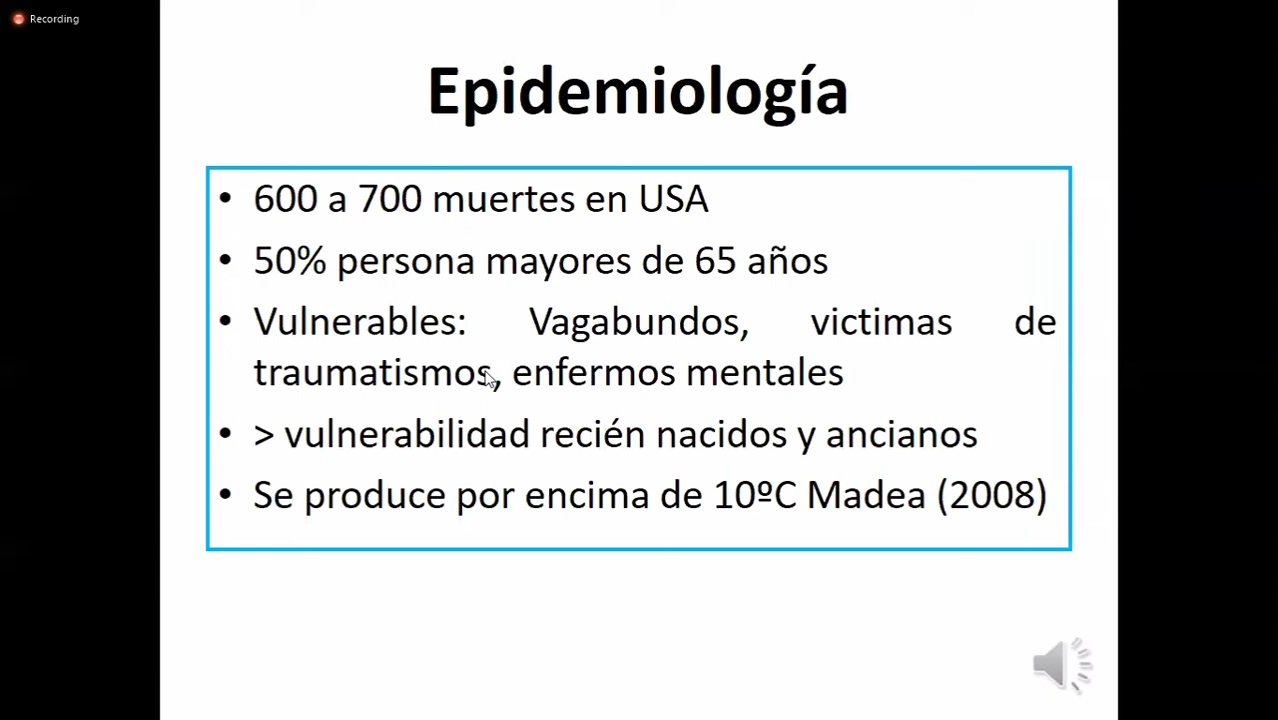 Recording
Epidemiología
• 600 a 700 muertes en USA
• 50% persona mayores de 65 años
• Vulnerables: Vagabundos, victimas de
traumatismos, enfermos mentales
• > vulnerabilidad recién nacidos y ancianos
• Se produce por encima de 10ºC Madea (2008)